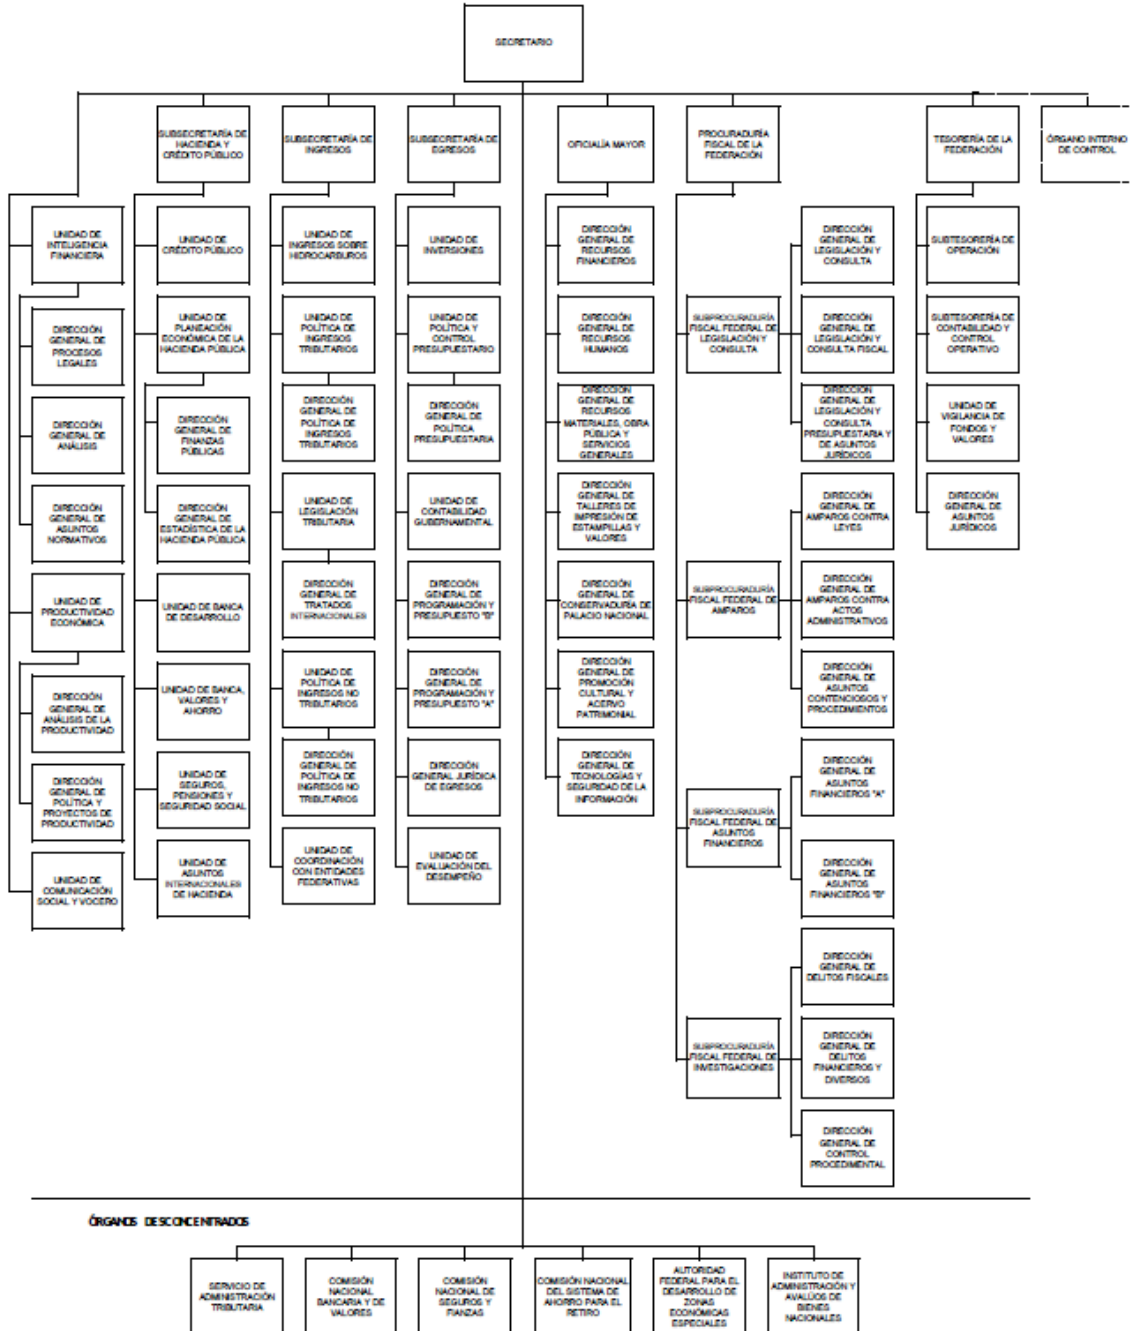 SECRETARIO
SUBSECRETARÍA DE
HACIENDA Y
CRÉDITO PÚBLICO
SUBSECRETARÍA DE
INGRESOS
SUBSECRETARÍA DE
EGRESOS
OFICIALÍA MAYOR
PROCURADURÍA
FISCAL DE LA
FEDERACIÓN
TESORERÍA DE LA
FEDERACIÓN
ÓRGANO INTERNO
DE CONTROL
UNIDAD DE
INTELIGENCIA
FINANCIERA
DIRECCIÓN
GENERAL DE
PROCESOS
LEGALES
DIRECCIÓN
GENERAL DE
ANÁLISIS
DIRECCIÓN
GENERAL DE
ASUNTOS
NORMATIVOS
UNIDAD DE
PRODUCTIVIDAD
ECONÓMICA
DIRECCIÓN
GENERAL DE
ANÁLISIS DE LA
PRODUCTIVIDAD
DIRECCIÓN
GENERAL DE
POLÍTICA Y
PROYECTOS DE
PRODUCTIVIDAD
UNIDAD DE
COMUNICACIÓN
SOCIAL Y VOCERO
UNIDAD DE
CRÉDITO PÚBLICO
UNIDAD DE
PLANEACIÓN
ECONÓMICA DE LA
HACIENDA PÚBLICA
DIRECCIÓN
GENERAL DE
FINANZAS
PÚBLICAS
DIRECCIÓN
GENERAL DE
ESTADÍSTICA DE LA
HACIENDA PÚBLICA
UNIDAD DE BANCA
DE DESARROLLO
UNIDAD DE BANCA,
VALORES Y
AHORRO
UNIDAD DE
SEGUROS,
PENSIONES Y
SEGURIDAD SOCIAL
UNIDAD DE
ASUNTOS
INTERNACIONALES
DE HACIENDA
UNIDAD DE
INGRESOS SOBRE
HIDROCARBUROS
UNIDAD DE
POLÍTICA DE
INGRESOS
TRIBUTARIOS
DIRECCIÓN
GENERAL DE
POLÍTICA DE
INGRESOS
TRIBUTARIOS
UNIDAD DE
LEGISLACIÓN
TRIBUTARIA
DIRECCIÓN
GENERAL DE
TRATADOS
INTERNACIONALES
UNIDAD DE
POLÍTICA DE
INGRESOS NO
TRIBUTARIOS
DIRECCIÓN
GENERAL DE
POLÍTICA DE
INGRESOS NO
TRIBUTARIOS
UNIDAD DE
COORDINACIÓN
CON ENTIDADES
FEDERATIVAS
UNIDAD DE
INVERSIONES
UNIDAD DE
POLÍTICA Y
CONTROL
PRESUPUESTARIO
DIRECCIÓN
GENERAL DE
POLÍTICA
PRESUPUESTARIA
UNIDAD DE
CONTABILIDAD
GUBERNAMENTAL
DIRECCIÓN
GENERAL DE
PROGRAMACIÓN Y
PRESUPUESTO "B"
DIRECCIÓN
GENERAL DE
PROGRAMACIÓN Y
PRESUPUESTO "A"
DIRECCIÓN
GENERAL JURÍDICA
DE EGRESOS
UNIDAD DE
EVALUACIÓN DEL
DESEMPEÑO
DIRECCIÓN
GENERAL DE
RECURSOS
FINANCIEROS
DIRECCIÓN
GENERAL DE
RECURSOS
HUMANOS
DIRECCIÓN
GENERAL DE
RECURSOS
MATERIALES, OBRA
PÚBLICA Y
SERVICIOS
GENERALES
DIRECCIÓN
GENERAL DE
TALLERES DE
IMPRESIÓN DE
ESTAMPILLAS Y
VALORES
DIRECCIÓN
GENERAL DE
CONSERVADURÍA DE
PALACIO NACIONAL
DIRECCIÓN
GENERAL DE
PROMOCIÓN
CULTURAL Y
ACERVO
PATRIMONIAL
DIRECCIÓN
GENERAL DE
TECNOLOGÍAS Y
SEGURIDAD DE LA
INFORMACIÓN
SUBPROCURADURÍA
FISCAL FEDERAL DE
LEGISLACIÓN Y
CONSULTA
DIRECCIÓN
GENERAL DE
LEGISLACIÓN Y
CONSULTA
DIRECCIÓN
GENERAL DE
LEGISLACIÓN Y
CONSULTA FISCAL
DIRECCIÓN
GENERAL DE
LEGISLACIÓN Y
CONSULTA
PRESUPUESTARIA Y
DE ASUNTOS
JURÍDICOS
SUBPROCURADURÍA
FISCAL FEDERAL DE
AMPAROS
DIRECCIÓN
GENERAL DE
AMPAROS CONTRA
LEYES
DIRECCIÓN
GENERAL DE
AMPAROS CONTRA
ACTOS
ADMINISTRATIVOS
DIRECCIÓN
GENERAL DE
ASUNTOS
CONTENCIOSOS Y
PROCEDIMIENTOS
SUBPROCURADURÍA
FISCAL FEDERAL DE
ASUNTOS
FINANCIEROS
DIRECCIÓN
GENERAL DE
ASUNTOS
FINANCIEROS "A"
DIRECCIÓN
GENERAL DE
ASUNTOS
FINANCIEROS "B"
SUBPROCURADURÍA
FISCAL FEDERAL DE
INVESTIGACIONES
DIRECCIÓN
GENERAL DE
DELITOS FISCALES
DIRECCIÓN
GENERAL DE
DELITOS
FINANCIEROS Y
DIVERSOS
DIRECCIÓN
GENERAL DE
CONTROL
PROCEDIMENTAL
SUBTESORERÍA DE
OPERACIÓN
SUBTESORERÍA DE
CONTABILIDAD Y
CONTROL
OPERATIVO
UNIDAD DE
VIGILANCIA DE
FONDOS Y
VALORES
DIRECCIÓN
GENERAL DE
ASUNTOS
JURÍDICOS
ÓRGANOS DESCONCENTRADOS
SERVICIO DE
ADMINISTRACIÓN
TRIBUTARIA
COMISIÓN
NACIONAL
BANCARIA Y DE
VALORES
COMISIÓN
NACIONAL DE
SEGUROS Y
FIANZAS
COMISIÓN NACIONAL
DEL SISTEMA DE
AHORRO PARA EL
RETIRO
AUTORIDAD
FEDERAL PARA EL
DESARROLLO DE
ZONAS
ECONÓMICAS
ESPECIALES
INSTITUTO DE
ADMINISTRACIÓN Y
AVALÚOS DE
BIENES
NACIONALES